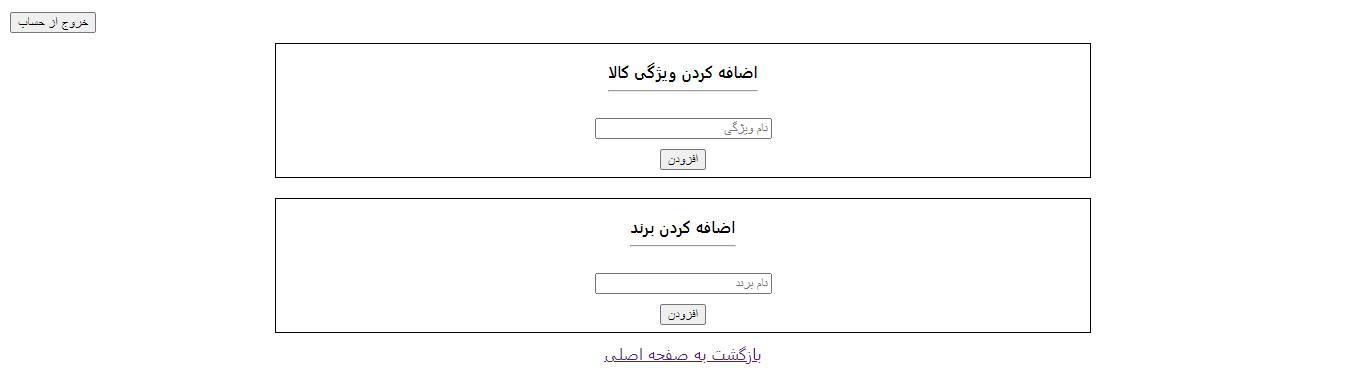 خروج از حساب
اضافه کردن ویژگی کالا
نام ویژگی
افزودن
اضافه کردن برند
نام برند
افزودن
بازگشت به صفحه اصلی